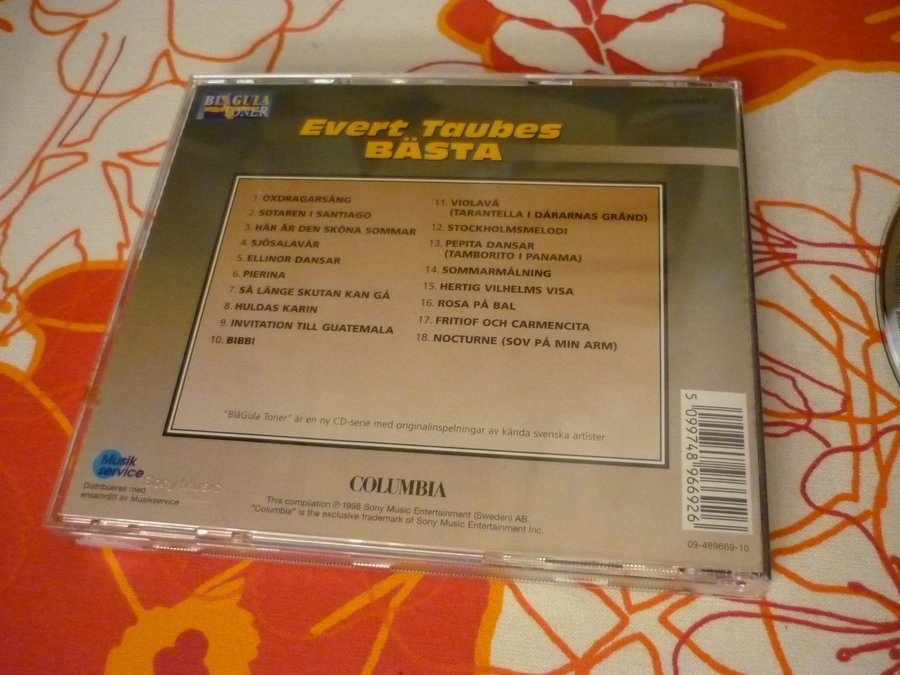 BLÅGULA
TONER
Evert Taubes
BÄSTA
1. OXDRAGARSÅNG
2. SOTAREN I SANTIAGO
3. HÄR ÄR DEN SKÖNA SOMMAR
4. SJÖSALAVÅR
5. ELLINOR DANSAR
6. PIERINA
7. SÅ LÄNGE SKUTAN KAN GÅ
8. HULDAS KARIN
9. INVITATION TILL GUATEMALA
10. BIBBI
11. VIOLAVÅ
(TARANTELLA I DÅRARNAS GRÄND)
12. STOCKHOLMSMELODI
13. PEPITA DANSAR
(TAMBORITO I PANAMA)
14. SOMMARMÅLNING
15. HERTIG VILHELMS VISA
16. ROSA PÅ BAL
17. FRITIOF OCH CARMENCITA
18. NOCTURNE (SOV PÅ MIN ARM)
"BlåGula Toner" är en ny CD-serie med originalinspelningar av kända svenska artister.
Musik
service
Sony Music
Distribueras med
ensamrätt av Musikservice
COLUMBIA
This compilation ℗ 1998 Sony Music Entertainment (Sweden) AB.
"Columbia" is the exclusive trademark of Sony Music Entertainment Inc.
5 099748 966926
09-489669-10